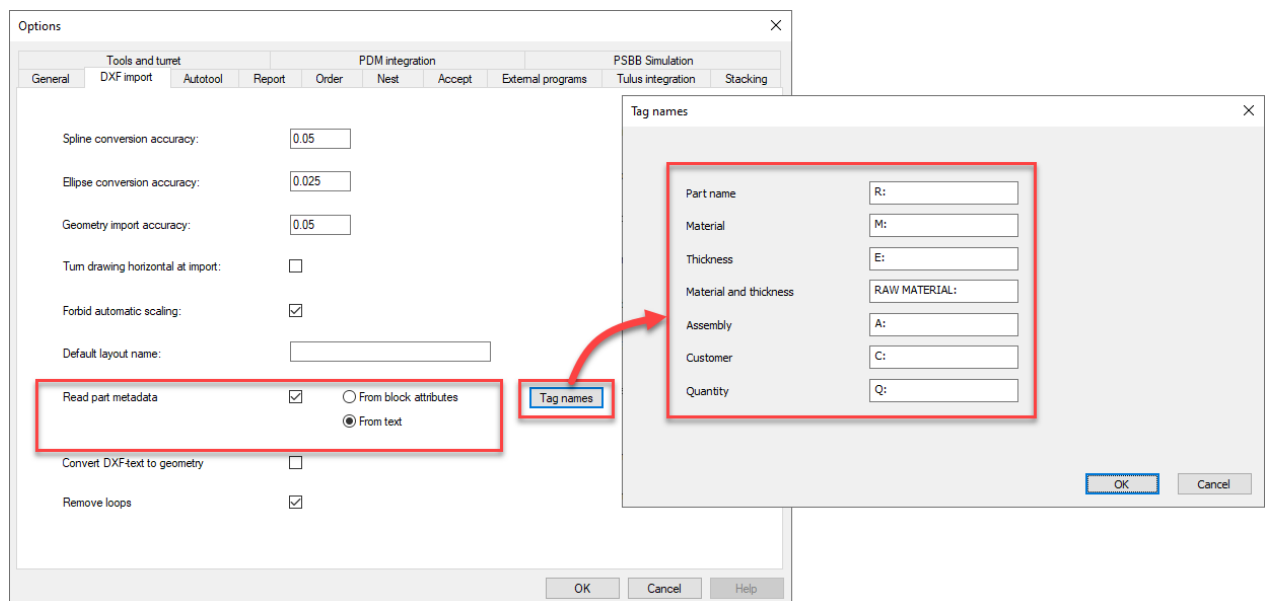 Options
Tools and turret PDM integration PSBB Simulation
General DXF import Autotool Report Order Nest Accept External programs Tulus integration Stacking
Spline conversion accuracy: 0.05
Ellipse conversion accuracy: 0.025
Geometry import accuracy: 0.05
Turn drawing horizontal at import:
Forbid automatic scaling:
Default layout name:
Read part metadata From block attributes
From text
Tag names
Convert DXF-text to geometry
Remove loops
OK Cancel Help
Tag names
Part name R:
Material M:
Thickness E:
Material and thickness RAW MATERIAL:
Assembly A:
Customer C:
Quantity Q:
OK Cancel